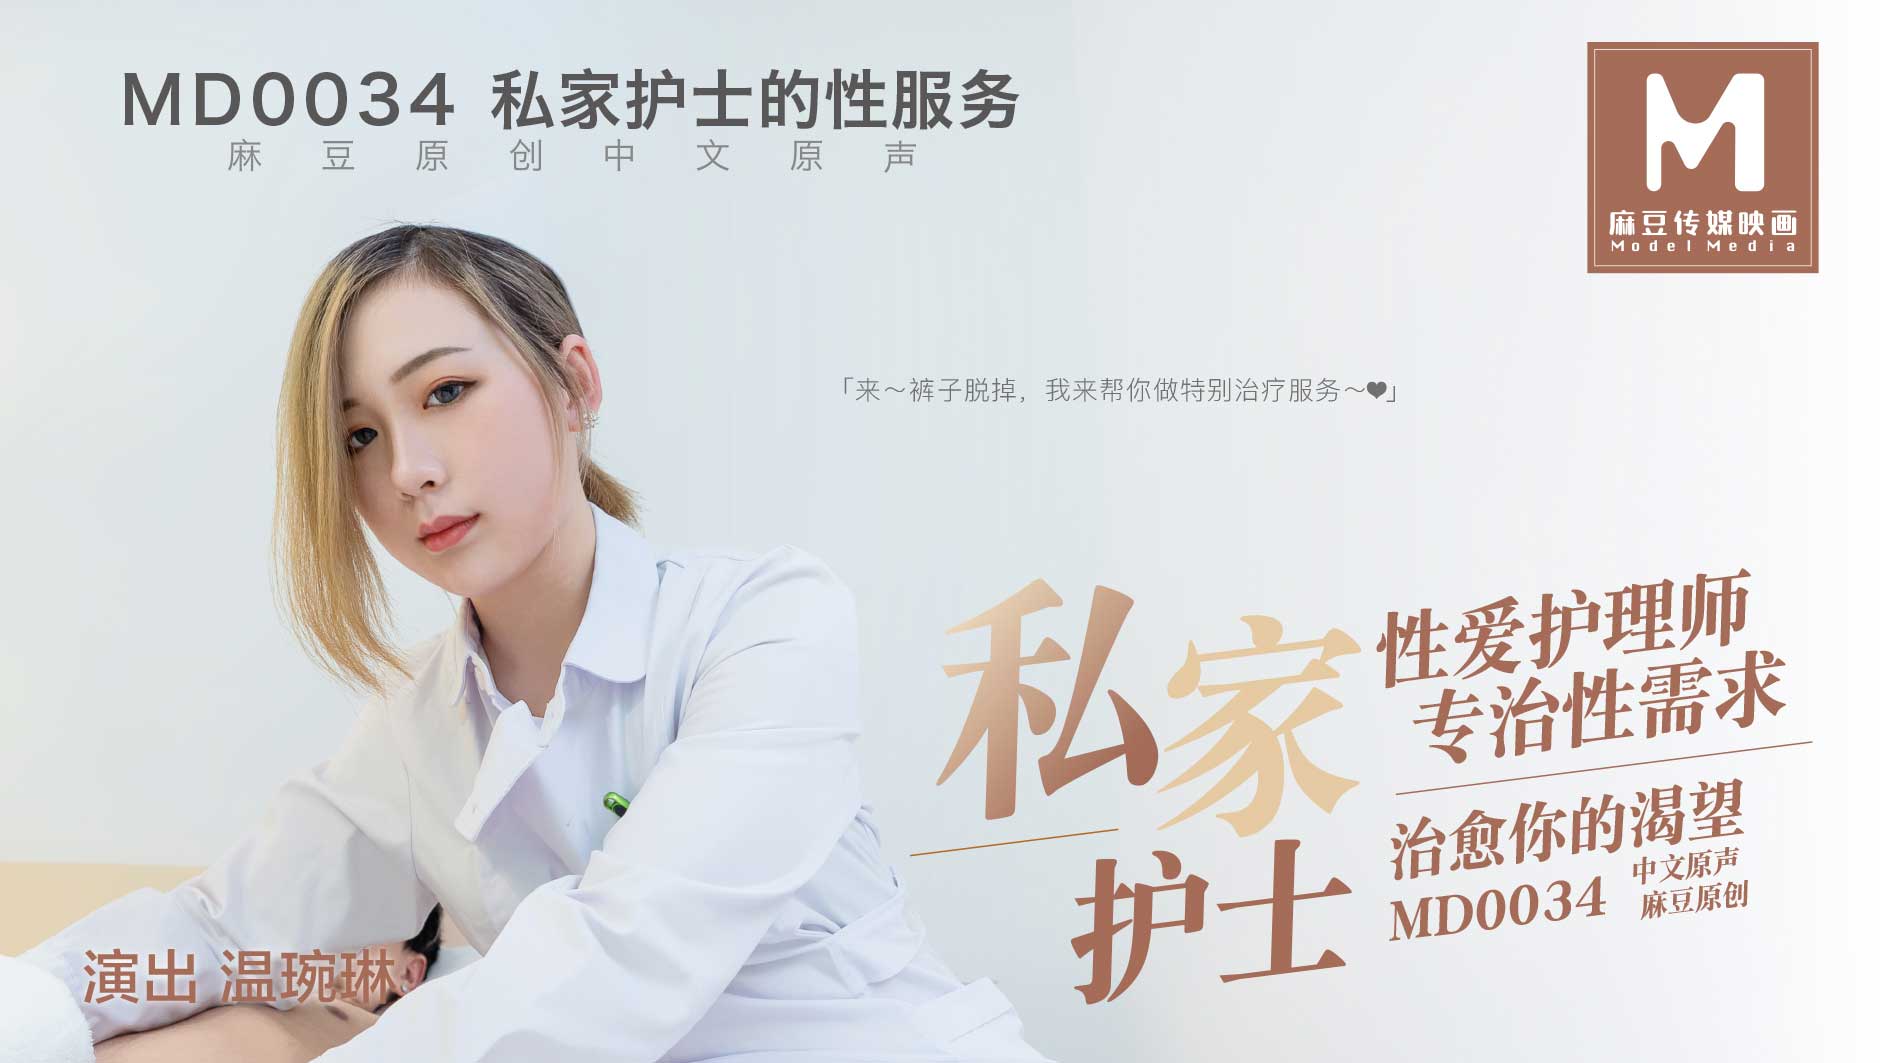 MD0034 私家护士的性服务
麻豆原创中文原声
M
麻豆传媒映画
Model Media
「来～裤子脱掉，我来帮你做特别治疗服务～❤」
私家
护士
性爱护理师
专治性需求
治愈你的渴望
MD0034
中文原声
麻豆原创
演出 温琬琳